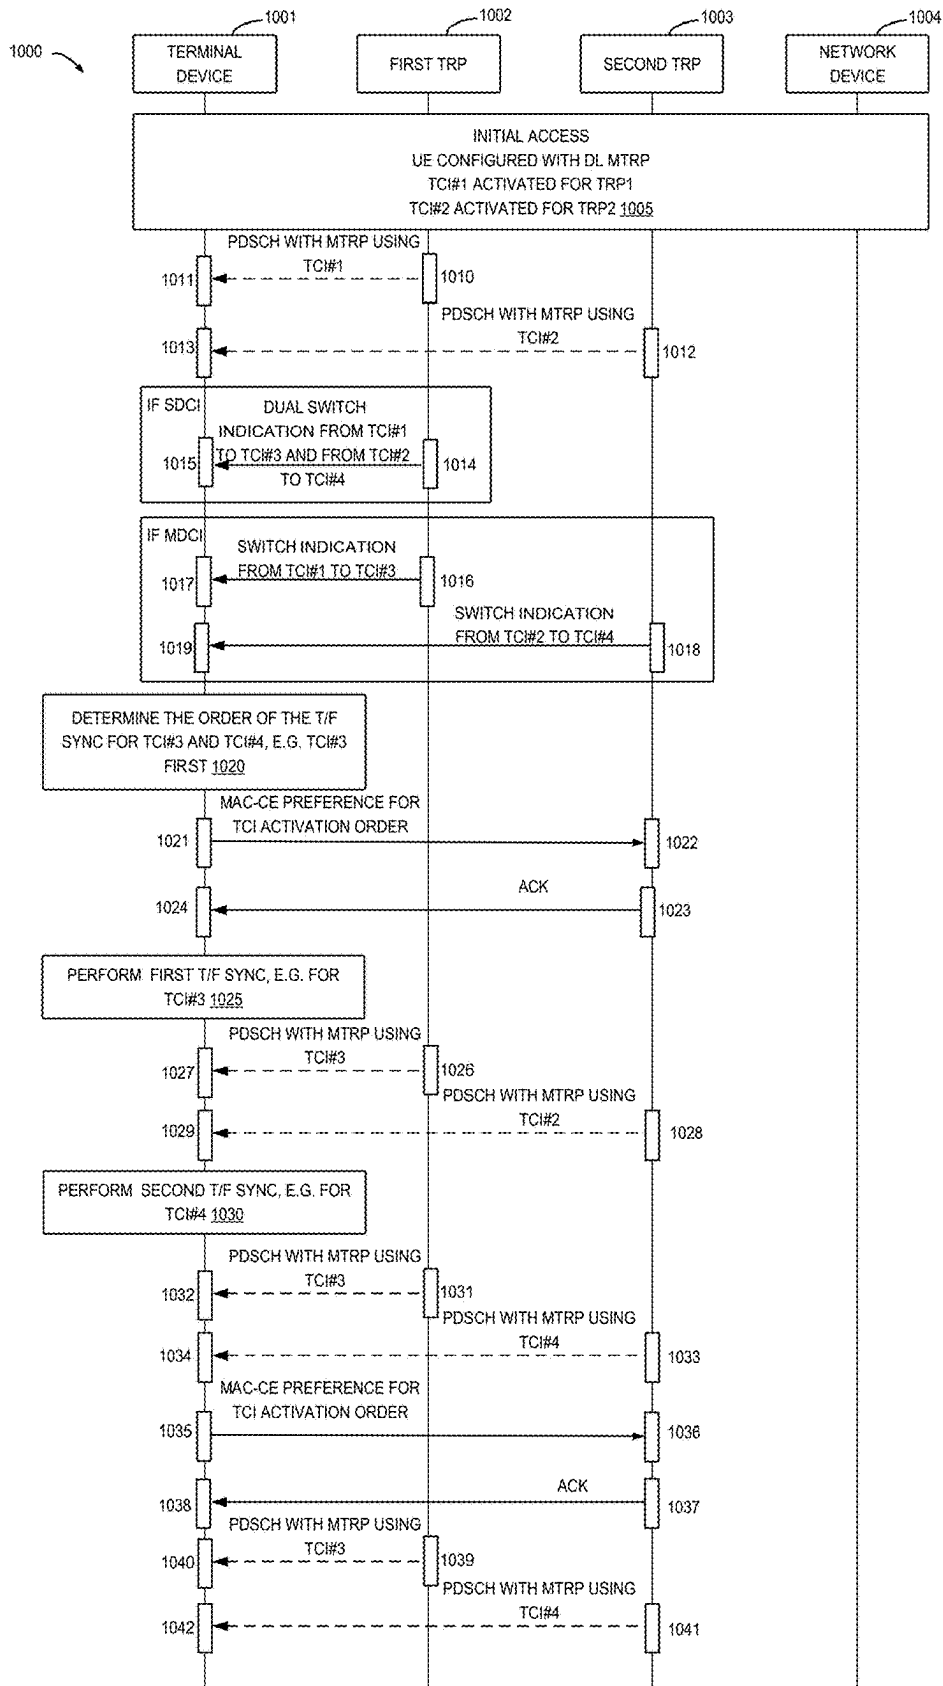 1000
1001
1002
1003
1004
TERMINAL
DEVICE
FIRST TRP
SECOND TRP
NETWORK
DEVICE
INITIAL ACCESS
UE CONFIGURED WITH DL MTRP
TCI#1 ACTIVATED FOR TRP1
TCI#2 ACTIVATED FOR TRP2 1005
PDSCH WITH MTRP USING
TCI#1
1011
1010
PDSCH WITH MTRP USING
TCI#2
1013
1012
IF SDCI
DUAL SWITCH
INDICATION FROM TCI#1
TO TCI#3 AND FROM TCI#2
TO TCI#4
1015
1014
IF MDCI
SWITCH INDICATION
FROM TCI#1 TO TCI#3
1017
1016
SWITCH INDICATION
FROM TCI#2 TO TCI#4
1019
1018
DETERMINE THE ORDER OF THE T/F
SYNC FOR TCI#3 AND TCI#4, E.G. TCI#3
FIRST 1020
MAC-CE PREFERENCE FOR
TCI ACTIVATION ORDER
1021
1022
ACK
1024
1023
PERFORM FIRST T/F SYNC, E.G. FOR
TCI#3 1025
PDSCH WITH MTRP USING
TCI#3
1027
1026
PDSCH WITH MTRP USING
TCI#2
1029
1028
PERFORM SECOND T/F SYNC, E.G. FOR
TCI#4 1030
PDSCH WITH MTRP USING
TCI#3
1032
1031
PDSCH WITH MTRP USING
TCI#4
1034
1033
MAC-CE PREFERENCE FOR
TCI ACTIVATION ORDER
1035
1036
ACK
1038
1037
PDSCH WITH MTRP USING
TCI#3
1040
1039
PDSCH WITH MTRP USING
TCI#4
1042
1041